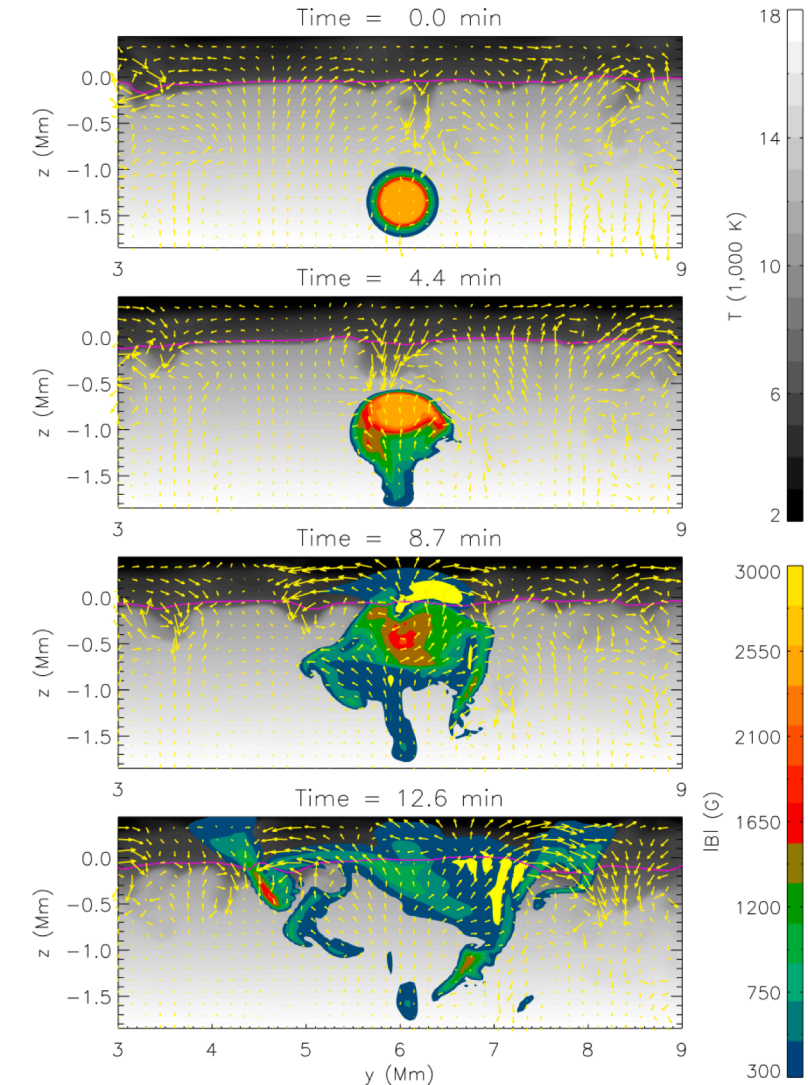 Time = 0.0 min
0.0
−0.5
−1.0
−1.5
z (Mm)
3
9
Time = 4.4 min
0.0
−0.5
−1.0
−1.5
z (Mm)
3
9
Time = 8.7 min
0.0
−0.5
−1.0
−1.5
z (Mm)
3
9
Time = 12.6 min
0.0
−0.5
−1.0
−1.5
z (Mm)
3 4 5 6 7 8 9
y (Mm)
18
14
10
6
2
T (1,000 K)
3000
2550
2100
1650
1200
750
300
|B| (G)